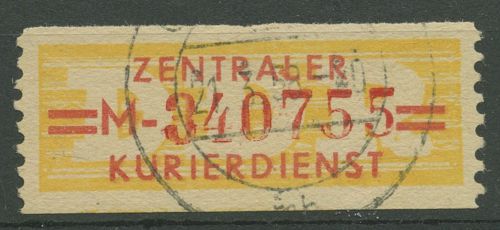 ZENTRALER
=M-340755=
KURIERDIENST